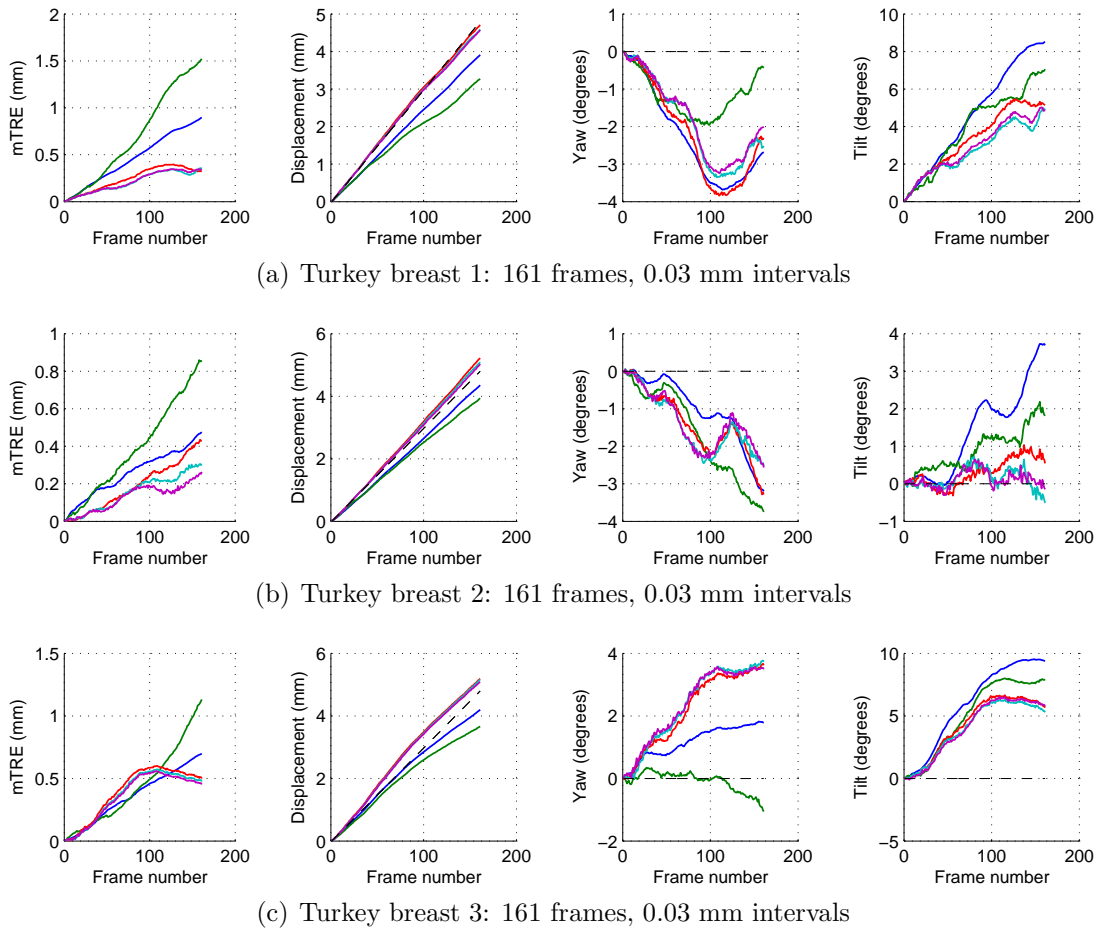 mTRE (mm)
2
1.5
1
0.5
0
0 100 200
Frame number
Displacement (mm)
5
4
3
2
1
0
0 100 200
Frame number
Yaw (degrees)
1
0
−1
−2
−3
−4
0 100 200
Frame number
Tilt (degrees)
10
8
6
4
2
0
0 100 200
Frame number
(a) Turkey breast 1: 161 frames, 0.03 mm intervals
mTRE (mm)
1
0.8
0.6
0.4
0.2
0
0 100 200
Frame number
Displacement (mm)
6
4
2
0
0 100 200
Frame number
Yaw (degrees)
1
0
−1
−2
−3
−4
0 100 200
Frame number
Tilt (degrees)
4
3
2
1
0
−1
0 100 200
Frame number
(b) Turkey breast 2: 161 frames, 0.03 mm intervals
mTRE (mm)
1.5
1
0.5
0
0 100 200
Frame number
Displacement (mm)
6
4
2
0
0 100 200
Frame number
Yaw (degrees)
4
2
0
−2
0 100 200
Frame number
Tilt (degrees)
10
5
0
−5
0 100 200
Frame number
(c) Turkey breast 3: 161 frames, 0.03 mm intervals